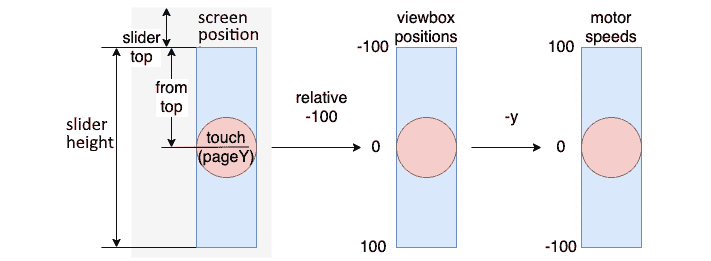 screen
position
slider
top
from
top
slider
height
touch
(pageY)
relative
-100
viewbox
positions
-100
0
100
-y
motor
speeds
100
0
-100